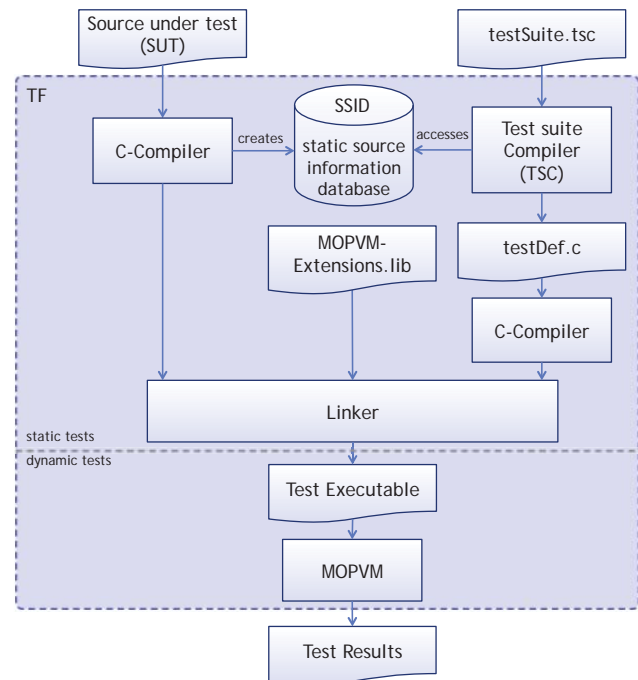 Source under test
(SUT)
testSuite.tsc
TF
SSID
C-Compiler
creates
static source
information
database
accesses
Test suite
Compiler
(TSC)
MOPVM-
Extensions.lib
testDef.c
C-Compiler
Linker
static tests
dynamic tests
Test Executable
MOPVM
Test Results